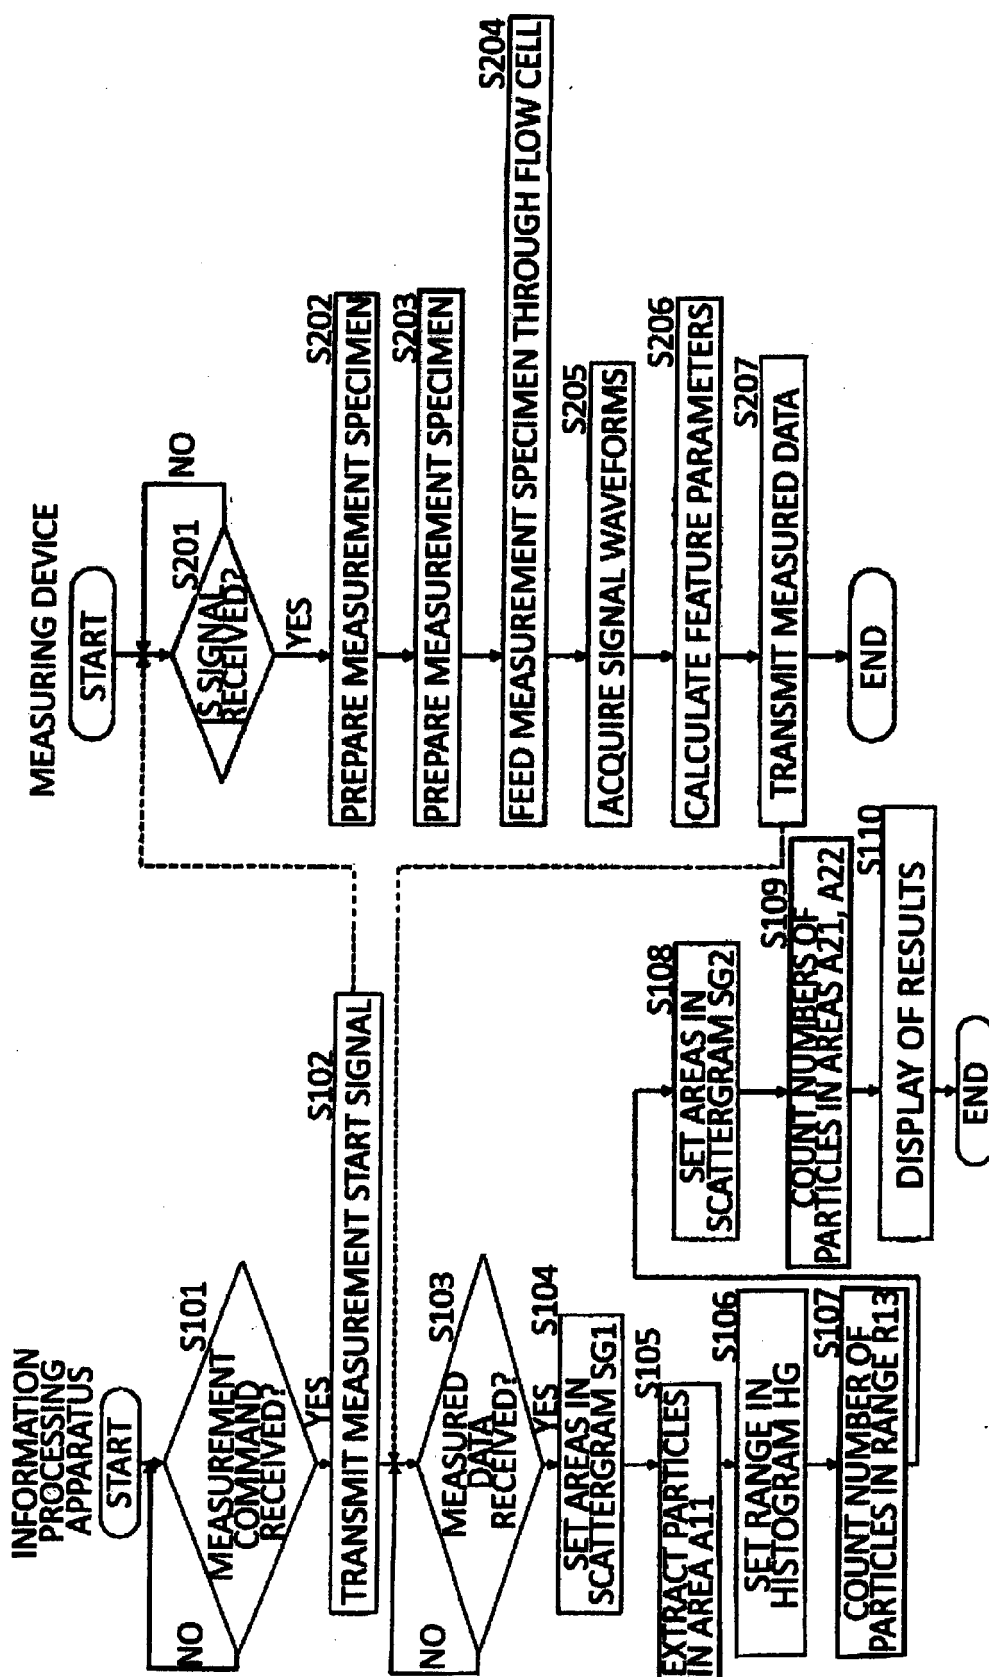 INFORMATION
PROCESSING
APPARATUS
START
S101
MEASUREMENT
COMMAND
RECEIVED?
NO
YES
S102
TRANSMIT MEASUREMENT START SIGNAL
S103
MEASURED
DATA
RECEIVED?
NO
YES
S104
SET AREAS IN
SCATTERGRAM SG1
S105
EXTRACT PARTICLES
IN AREA A11
S106
SET RANGE IN
HISTOGRAM HG
S107
COUNT NUMBER OF
PARTICLES IN RANGE R13
S108
SET AREAS IN
SCATTERGRAM SG2
S109
COUNT NUMBERS OF
PARTICLES IN AREAS A21, A22
S110
DISPLAY OF RESULTS
END
MEASURING DEVICE
START
S201
IS SIGNAL
RECEIVED?
NO
YES
S202
PREPARE MEASUREMENT SPECIMEN
S203
PREPARE MEASUREMENT SPECIMEN
S204
FEED MEASUREMENT SPECIMEN THROUGH FLOW CELL
S205
ACQUIRE SIGNAL WAVEFORMS
S206
CALCULATE FEATURE PARAMETERS
S207
TRANSMIT MEASURED DATA
END